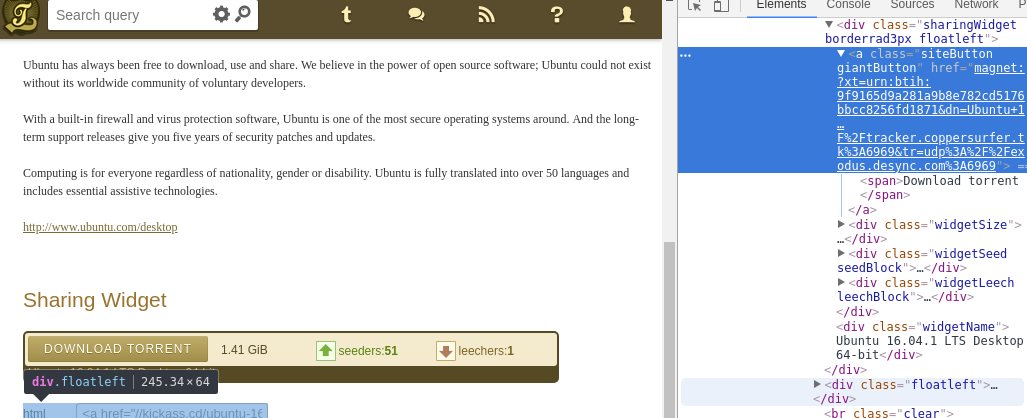 Search query
t
?
Ubuntu has always been free to download, use and share. We believe in the power of open source software; Ubuntu could not exist
without its worldwide community of voluntary developers.
With a built-in firewall and virus protection software, Ubuntu is one of the most secure operating systems around. And the long-
term support releases give you five years of security patches and updates.
Computing is for everyone regardless of nationality, gender or disability. Ubuntu is fully translated into over 50 languages and
includes essential assistive technologies.
http://www.ubuntu.com/desktop
Sharing Widget
DOWNLOAD TORRENT 1.41 GiB seeders:51 leechers:1
div.floatleft 245.34 × 64
html <a href="//kickass.cd/ubuntu-16
Elements Console Sources Network P
<div class="sharingWidget
borderrad3px floatleft">
<a class="siteButton
giantButton" href="magnet:
?xt=urn:btih:
9f9165d9a281a9b8e782cd5176
bbcc8256fd1871&dn=Ubuntu+1
…
F%2Ftracker.coppersurfer.t
k%3A6969&tr=udp%3A%2F%2Fex
odus.desync.com%3A6969"> ==
<span>Download torrent
</span>
</a>
<div class="widgetSize">
…</div>
<div class="widgetSeed
seedBlock">…</div>
<div class="widgetLeech
leechBlock">…</div>
</div>
<div class="widgetName">
Ubuntu 16.04.1 LTS Desktop
64-bit</div>
</div>
<div class="floatleft">…
</div>
<br class="clear">